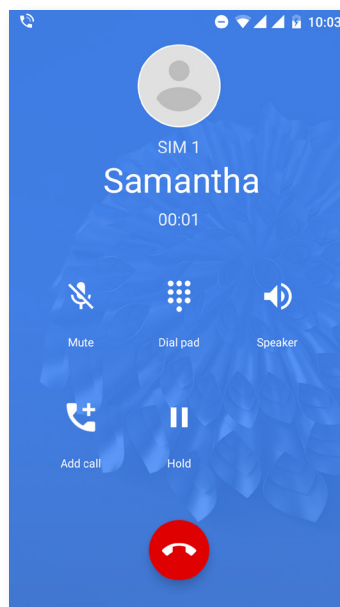 10:03
SIM 1
Samantha
00:01
Mute
Dial pad
Speaker
Add call
Hold